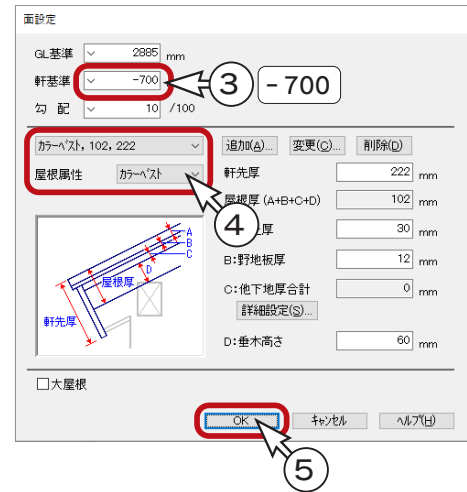 面設定
GL基準 2885 mm
軒基準 -700 ③ -700
勾 配 10 /100
ｶﾗｰﾍﾞｽﾄ, 102, 222 追加(A)... 変更(C)... 削除(D)
屋根属性 ｶﾗｰﾍﾞｽﾄ 軒先厚 222 mm
④
屋根厚 (A+B+C+D) 102 mm
厚 30 mm
B:野地板厚 12 mm
C:他下地厚合計 0 mm
詳細設定(S)...
D:垂木高さ 60 mm
A
B
C
D
屋根厚
軒先厚
大屋根
OK ｷｬﾝｾﾙ ﾍﾙﾌﾟ(H)
⑤